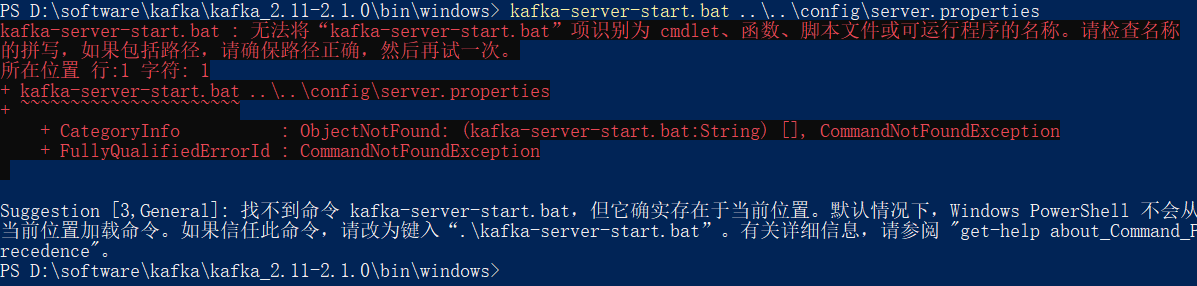 PS D:\software\kafka\kafka_2.11-2.1.0\bin\windows> kafka-server-start.bat ..\..\config\server.properties
kafka-server-start.bat : 无法将“kafka-server-start.bat”项识别为 cmdlet、函数、脚本文件或可运行程序的名称。请检查名称
的拼写，如果包括路径，请确保路径正确，然后再试一次。
所在位置 行:1 字符: 1
+ kafka-server-start.bat ..\..\config\server.properties
+ ~~~~~~~~~~~~~~~~~~~~~~
+ CategoryInfo : ObjectNotFound: (kafka-server-start.bat:String) [], CommandNotFoundException
+ FullyQualifiedErrorId : CommandNotFoundException
Suggestion [3,General]: 找不到命令 kafka-server-start.bat，但它确实存在于当前位置。默认情况下，Windows PowerShell 不会从
当前位置加载命令。如果信任此命令，请改为键入“.\kafka-server-start.bat”。有关详细信息，请参阅 "get-help about_Command_P
recedence"。
PS D:\software\kafka\kafka_2.11-2.1.0\bin\windows>